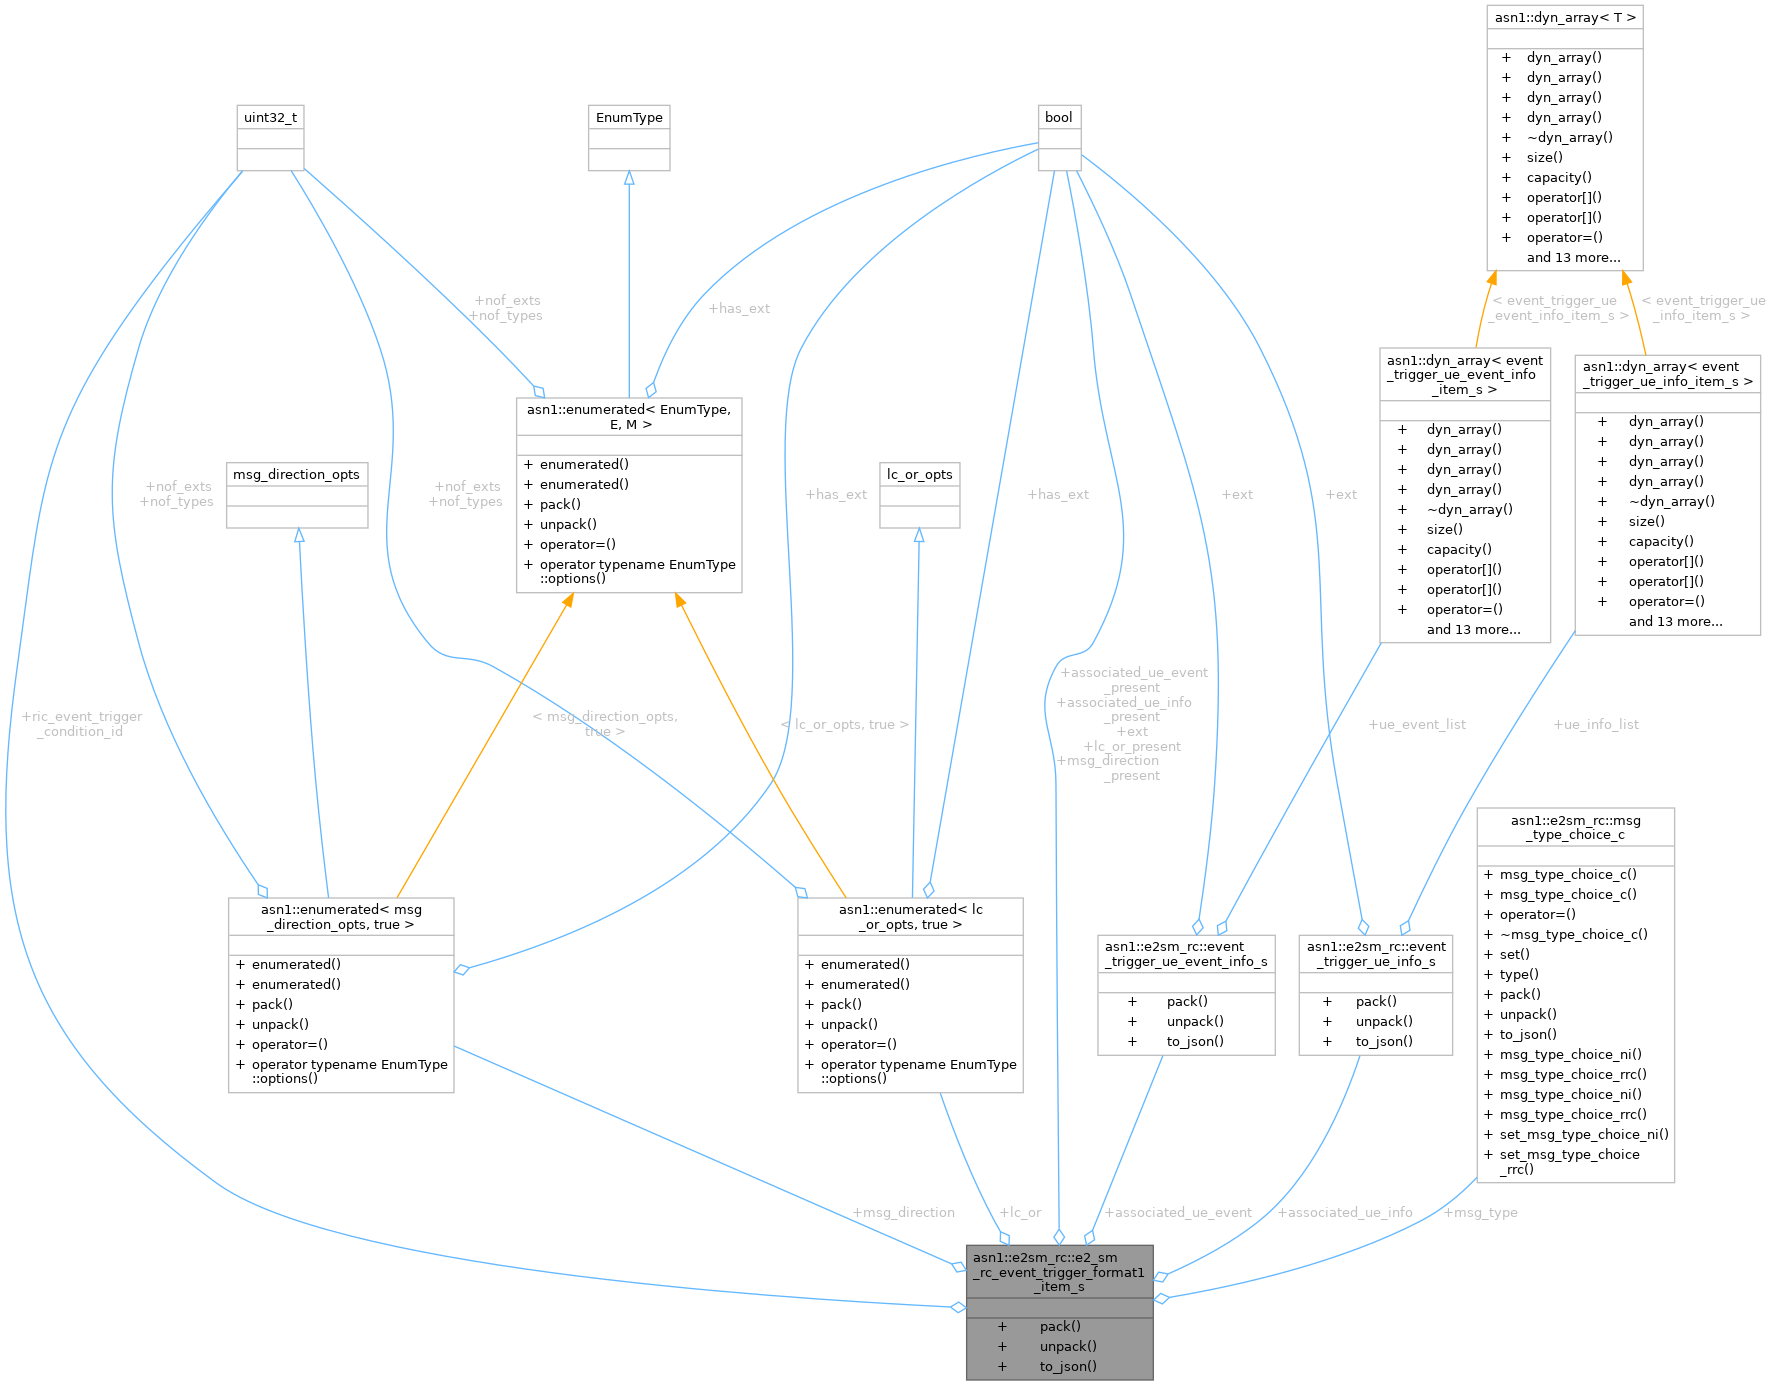 asn1::dyn_array< T >
+ dyn_array()
+ dyn_array()
+ dyn_array()
+ dyn_array()
+ ~dyn_array()
+ size()
+ capacity()
+ operator[]()
+ operator[]()
+ operator=()
and 13 more...
uint32_t
EnumType
bool
+nof_exts
+nof_types
+has_ext
< event_trigger_ue
_event_info_item_s >
< event_trigger_ue
_info_item_s >
asn1::enumerated< EnumType,
E, M >
+ enumerated()
+ enumerated()
+ pack()
+ unpack()
+ operator=()
+ operator typename EnumType
::options()
asn1::dyn_array< event
_trigger_ue_event_info
_item_s >
+ dyn_array()
+ dyn_array()
+ dyn_array()
+ dyn_array()
+ ~dyn_array()
+ size()
+ capacity()
+ operator[]()
+ operator[]()
+ operator=()
and 13 more...
asn1::dyn_array< event
_trigger_ue_info_item_s >
+ dyn_array()
+ dyn_array()
+ dyn_array()
+ dyn_array()
+ ~dyn_array()
+ size()
+ capacity()
+ operator[]()
+ operator[]()
+ operator=()
and 13 more...
msg_direction_opts
lc_or_opts
+nof_exts
+nof_types
+nof_exts
+nof_types
+has_ext
+has_ext
+ext
+ext
+ric_event_trigger
_condition_id
< msg_direction_opts,
true >
< lc_or_opts, true >
+associated_ue_event
_present
+associated_ue_info
_present
+ext
+lc_or_present
+msg_direction
_present
+ue_event_list
+ue_info_list
asn1::enumerated< msg
_direction_opts, true >
+ enumerated()
+ enumerated()
+ pack()
+ unpack()
+ operator=()
+ operator typename EnumType
::options()
asn1::enumerated< lc
_or_opts, true >
+ enumerated()
+ enumerated()
+ pack()
+ unpack()
+ operator=()
+ operator typename EnumType
::options()
asn1::e2sm_rc::event
_trigger_ue_event_info_s
+ pack()
+ unpack()
+ to_json()
asn1::e2sm_rc::event
_trigger_ue_info_s
+ pack()
+ unpack()
+ to_json()
asn1::e2sm_rc::msg
_type_choice_c
+ msg_type_choice_c()
+ msg_type_choice_c()
+ operator=()
+ ~msg_type_choice_c()
+ set()
+ type()
+ pack()
+ unpack()
+ to_json()
+ msg_type_choice_ni()
+ msg_type_choice_rrc()
+ msg_type_choice_ni()
+ msg_type_choice_rrc()
+ set_msg_type_choice_ni()
+ set_msg_type_choice
_rrc()
+msg_direction
+lc_or
+associated_ue_event
+associated_ue_info
+msg_type
asn1::e2sm_rc::e2_sm
_rc_event_trigger_format1
_item_s
+ pack()
+ unpack()
+ to_json()